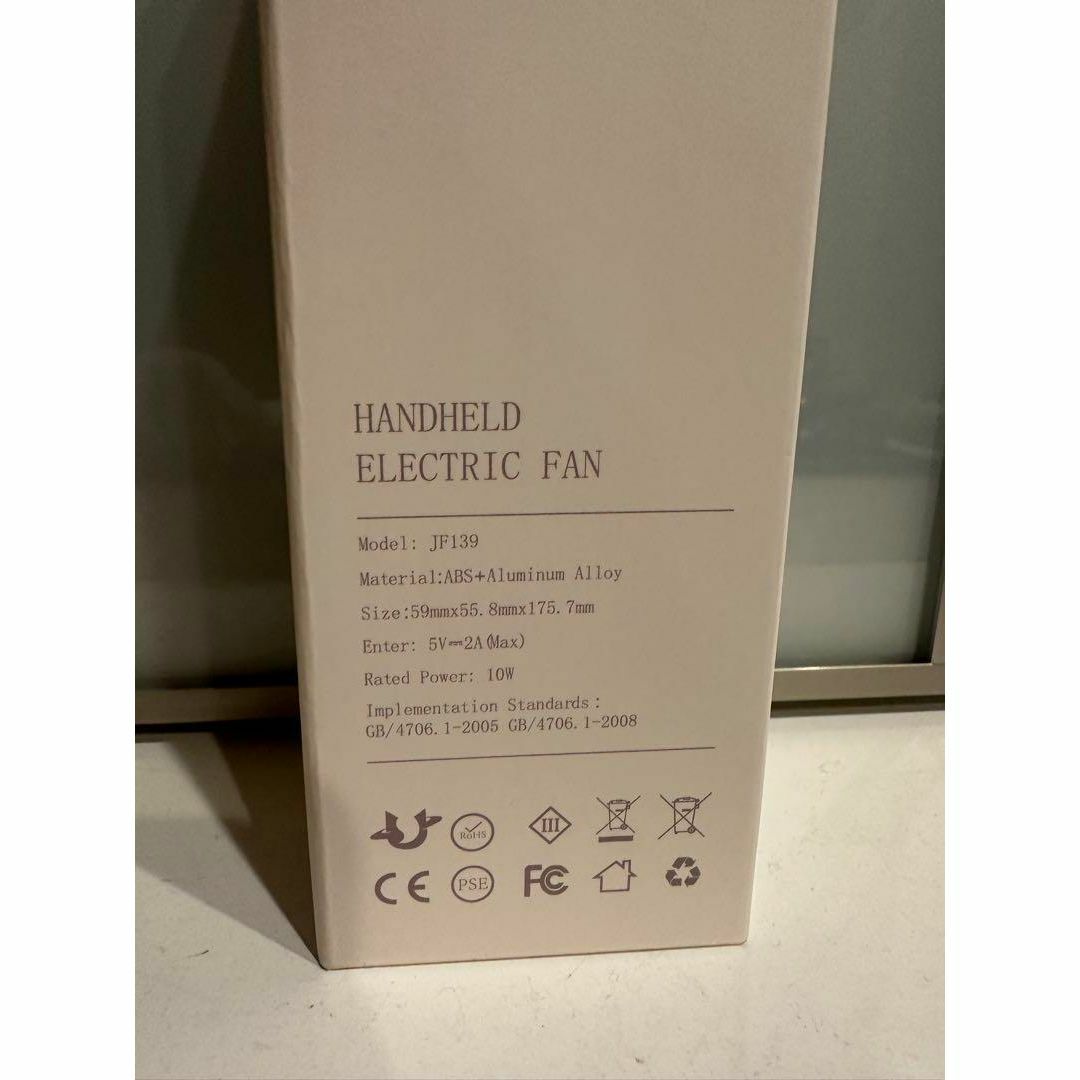 HANDHELD
ELECTRIC FAN
Model: JF139
Material:ABS+Aluminum Alloy
Size:59mmx55.8mmx175.7mm
Enter: 5V⎓2A(Max)
Rated Power: 10W
Implementation Standards:
GB/4706.1-2005 GB/4706.1-2008
RoHS III
CE PSE FC